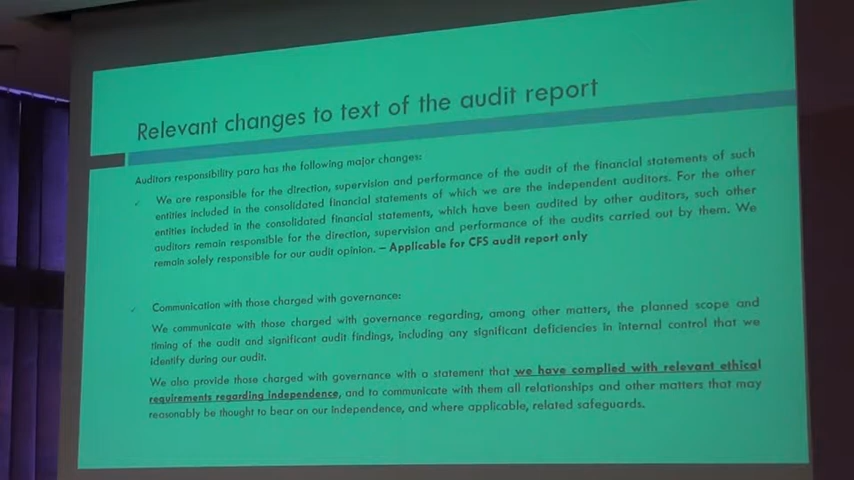 Relevant changes to text of the audit report
Auditors responsibility para has the following major changes:
✓ We are responsible for the direction, supervision and performance of the audit of the financial statements of such
entities included in the consolidated financial statements of which we are the independent auditors. For the other
entities included in the consolidated financial statements, which have been audited by other auditors, such other
auditors remain responsible for the direction, supervision and performance of the audits carried out by them. We
remain solely responsible for our audit opinion. – Applicable for CFS audit report only
✓ Communication with those charged with governance:
We communicate with those charged with governance regarding, among other matters, the planned scope and
timing of the audit and significant audit findings, including any significant deficiencies in internal control that we
identify during our audit.
We also provide those charged with governance with a statement that we have complied with relevant ethical
requirements regarding independence, and to communicate with them all relationships and other matters that may
reasonably be thought to bear on our independence, and where applicable, related safeguards.